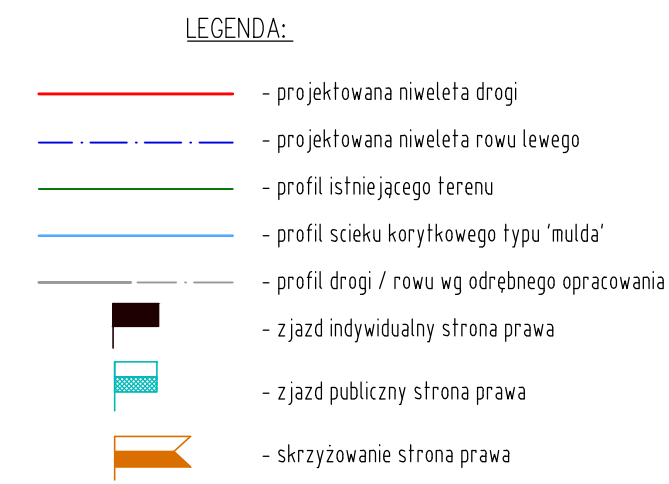 LEGENDA:
- projektowana niweleta drogi
- projektowana niweleta rowu lewego
- profil istniejącego terenu
- profil scieku korytkowego typu 'mulda'
- profil drogi / rowu wg odrębnego opracowania
- zjazd indywidualny strona prawa
- zjazd publiczny strona prawa
- skrzyżowanie strona prawa